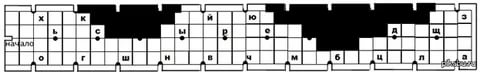 х к й ю з
ь с ы р е д щ
начало
о г ш н в я ч м б ц л а
pikabu.ru